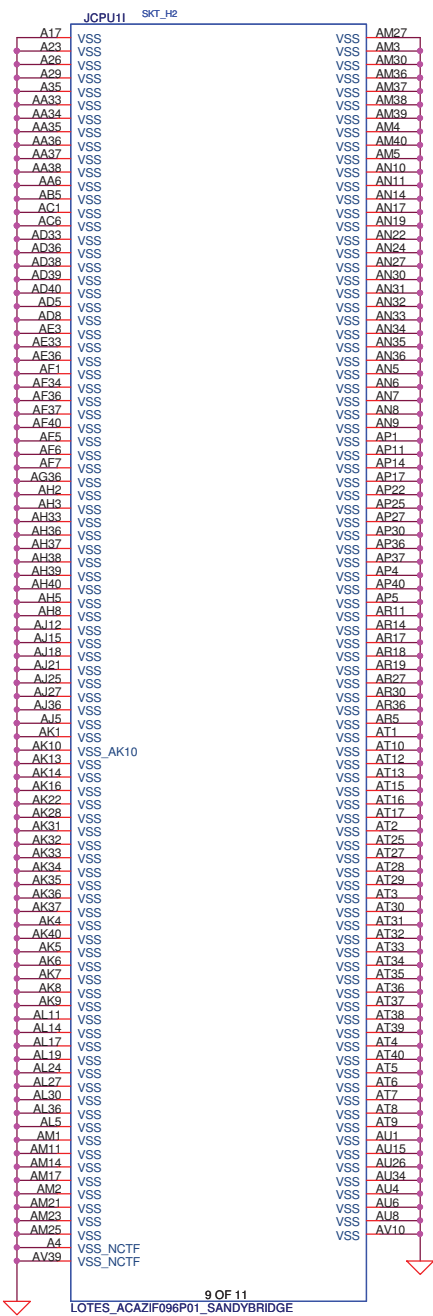 JCPU1I SKT_H2
A17 VSS VSS AM27
A23 VSS VSS AM3
A26 VSS VSS AM30
A29 VSS VSS AM36
A35 VSS VSS AM37
AA33 VSS VSS AM38
AA34 VSS VSS AM39
AA35 VSS VSS AM4
AA36 VSS VSS AM40
AA37 VSS VSS AM5
AA38 VSS VSS AN10
AA6 VSS VSS AN11
AB5 VSS VSS AN14
AC1 VSS VSS AN17
AC6 VSS VSS AN19
AD33 VSS VSS AN22
AD36 VSS VSS AN24
AD38 VSS VSS AN27
AD39 VSS VSS AN30
AD40 VSS VSS AN31
AD5 VSS VSS AN32
AD8 VSS VSS AN33
AE3 VSS VSS AN34
AE33 VSS VSS AN35
AE36 VSS VSS AN36
AF1 VSS VSS AN5
AF34 VSS VSS AN6
AF36 VSS VSS AN7
AF37 VSS VSS AN8
AF40 VSS VSS AN9
AF5 VSS VSS AP1
AF6 VSS VSS AP11
AF7 VSS VSS AP14
AG36 VSS VSS AP17
AH2 VSS VSS AP22
AH3 VSS VSS AP25
AH33 VSS VSS AP27
AH36 VSS VSS AP30
AH37 VSS VSS AP36
AH38 VSS VSS AP37
AH39 VSS VSS AP4
AH40 VSS VSS AP40
AH5 VSS VSS AP5
AH8 VSS VSS AR11
AJ12 VSS VSS AR14
AJ15 VSS VSS AR17
AJ18 VSS VSS AR18
AJ21 VSS VSS AR19
AJ25 VSS VSS AR27
AJ27 VSS VSS AR30
AJ36 VSS VSS AR36
AJ5 VSS VSS AR5
AK1 VSS VSS AT1
AK10 VSS_AK10 VSS AT10
AK13 VSS VSS AT12
AK14 VSS VSS AT13
AK16 VSS VSS AT15
AK22 VSS VSS AT16
AK28 VSS VSS AT17
AK31 VSS VSS AT2
AK32 VSS VSS AT25
AK33 VSS VSS AT27
AK34 VSS VSS AT28
AK35 VSS VSS AT29
AK36 VSS VSS AT3
AK37 VSS VSS AT30
AK4 VSS VSS AT31
AK40 VSS VSS AT32
AK5 VSS VSS AT33
AK6 VSS VSS AT34
AK7 VSS VSS AT35
AK8 VSS VSS AT36
AK9 VSS VSS AT37
AL11 VSS VSS AT38
AL14 VSS VSS AT39
AL17 VSS VSS AT4
AL19 VSS VSS AT40
AL24 VSS VSS AT5
AL27 VSS VSS AT6
AL30 VSS VSS AT7
AL36 VSS VSS AT8
AL5 VSS VSS AT9
AM1 VSS VSS AU1
AM11 VSS VSS AU15
AM14 VSS VSS AU26
AM17 VSS VSS AU34
AM2 VSS VSS AU4
AM21 VSS VSS AU6
AM23 VSS VSS AU8
AM25 VSS VSS AV10
A4 VSS_NCTF
AV39 VSS_NCTF
9 OF 11
LOTES_ACAZIF096P01_SANDYBRIDGE